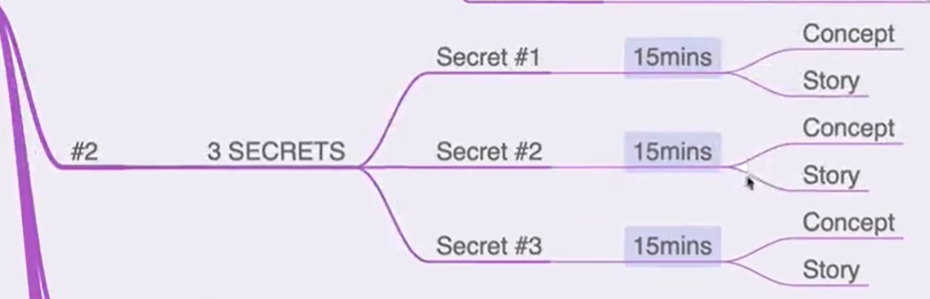 Concept
Secret #1 15mins
Story
Concept
#2 3 SECRETS Secret #2 15mins
Story
Concept
Secret #3 15mins
Story